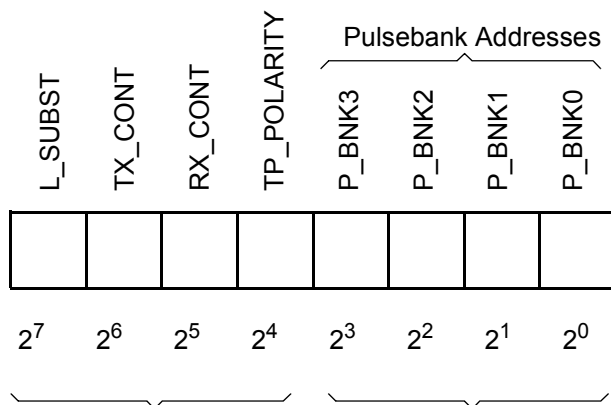 Pulsebank Addresses
L_SUBST
TX_CONT
RX_CONT
TP_POLARITY
P_BNK3
P_BNK2
P_BNK1
P_BNK0
2⁷ 2⁶ 2⁵ 2⁴ 2³ 2² 2¹ 2⁰